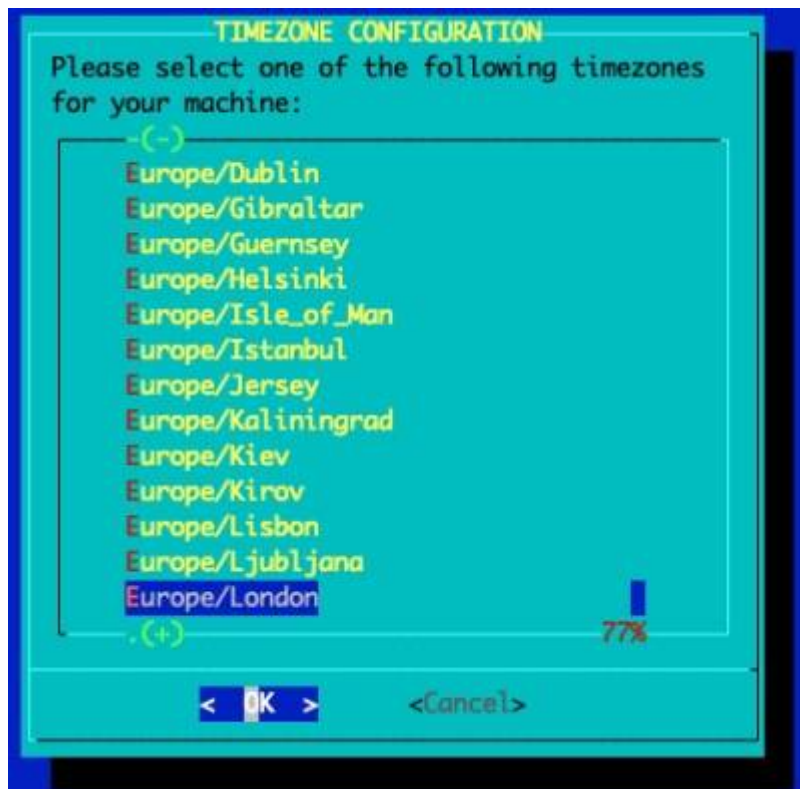 TIMEZONE CONFIGURATION
Please select one of the following timezones
for your machine:
-(-)
Europe/Dublin
Europe/Gibraltar
Europe/Guernsey
Europe/Helsinki
Europe/Isle_of_Man
Europe/Istanbul
Europe/Jersey
Europe/Kaliningrad
Europe/Kiev
Europe/Kirov
Europe/Lisbon
Europe/Ljubljana
Europe/London
.(+) 77%
< OK > <Cancel>